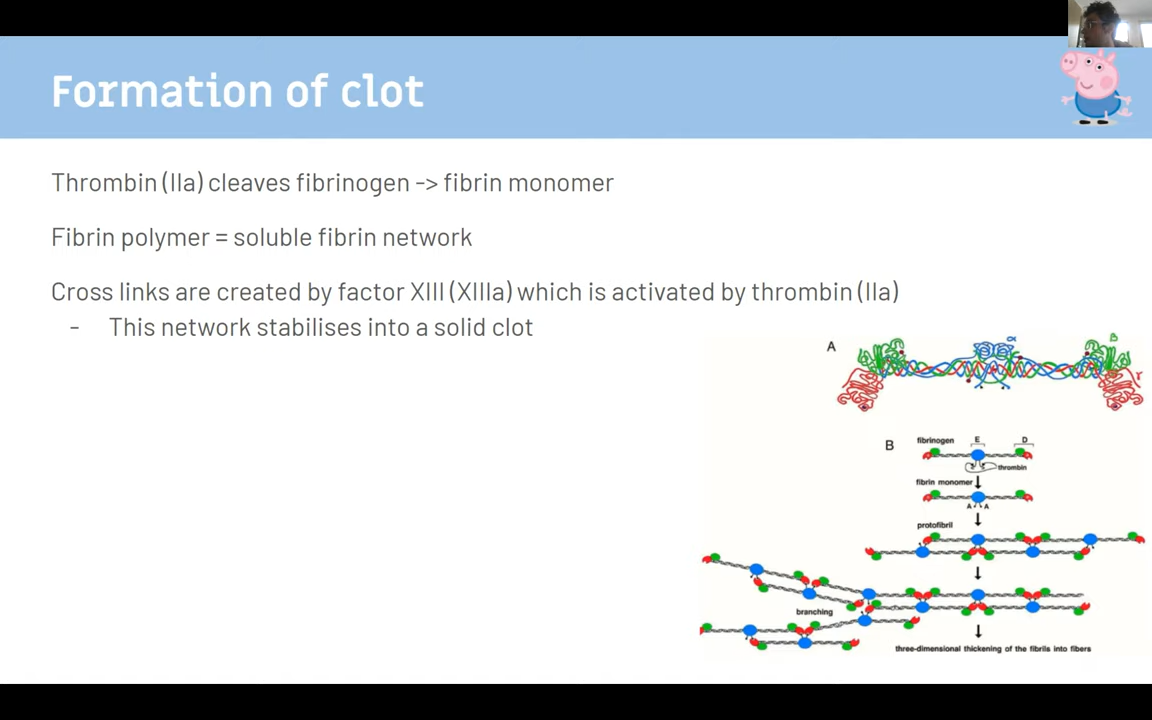 Formation of clot
Thrombin (IIa) cleaves fibrinogen -> fibrin monomer
Fibrin polymer = soluble fibrin network
Cross links are created by factor XIII (XIIIa) which is activated by thrombin (IIa)
- This network stabilises into a solid clot
A
α
B
γ
B
fibrinogen
E
D
thrombin
fibrin monomer
A A
protofibril
branching
three-dimensional thickening of the fibrils into fibers